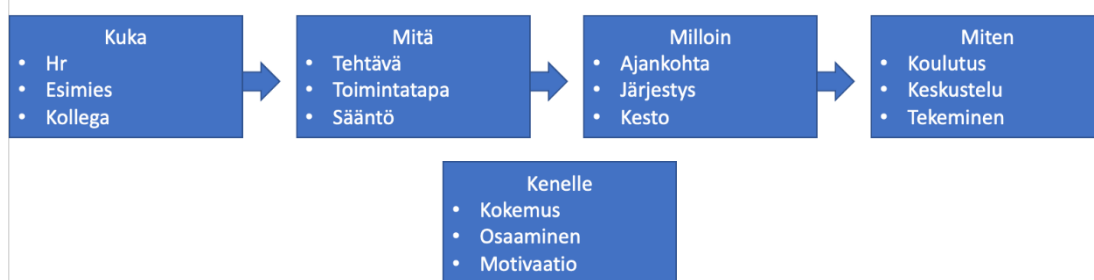 Kuka
• Hr
• Esimies
• Kollega
Mitä
• Tehtävä
• Toimintatapa
• Sääntö
Milloin
• Ajankohta
• Järjestys
• Kesto
Miten
• Koulutus
• Keskustelu
• Tekeminen
Kenelle
• Kokemus
• Osaaminen
• Motivaatio